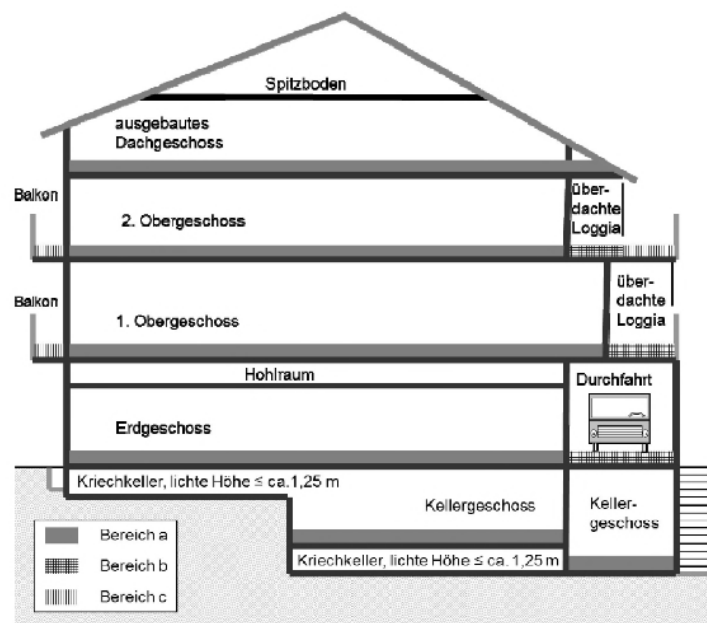 Spitzboden
ausgebautes
Dachgeschoss
Balkon
2. Obergeschoss
über-
dachte
Loggia
Balkon
1. Obergeschoss
über-
dachte
Loggia
Hohlraum
Durchfahrt
Erdgeschoss
Kriechkeller, lichte Höhe ≤ ca.1,25 m
Kellergeschoss
Keller-
geschoss
Kriechkeller, lichte Höhe ≤ ca. 1,25 m
Bereich a
Bereich b
Bereich c